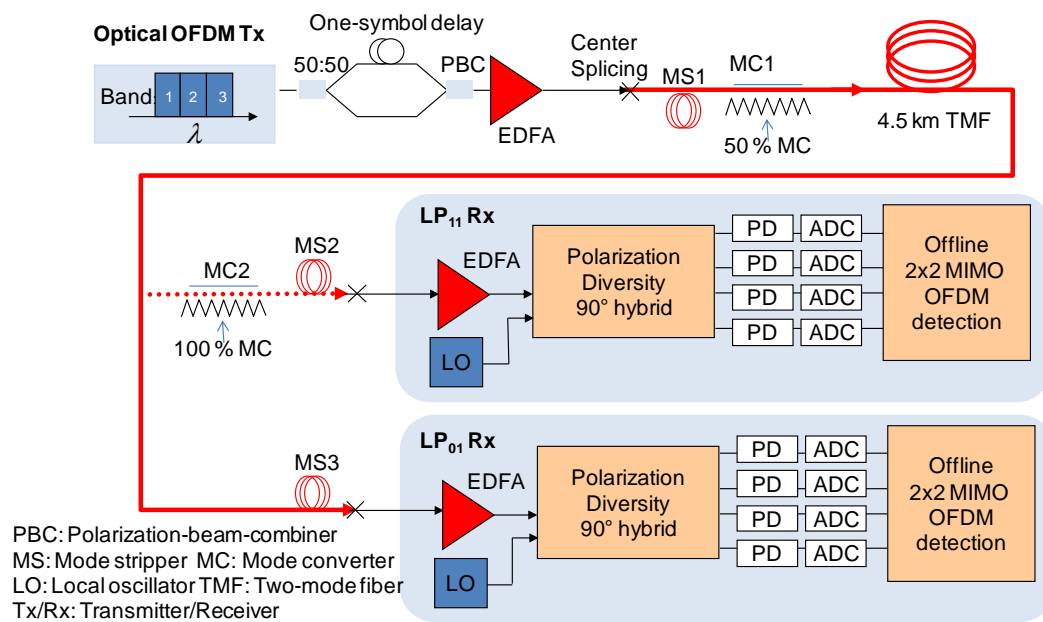 Optical OFDM Tx
Band:
1 2 3
λ
50:50
One-symbol delay
PBC
EDFA
Center
Splicing
MS1
MC1
50 % MC
4.5 km TMF
MC2
100 % MC
MS2
LP11 Rx
EDFA
LO
Polarization
Diversity
90° hybrid
PD ADC
PD ADC
PD ADC
PD ADC
Offline
2x2 MIMO
OFDM
detection
MS3
LP01 Rx
EDFA
LO
Polarization
Diversity
90° hybrid
PD ADC
PD ADC
PD ADC
PD ADC
Offline
2x2 MIMO
OFDM
detection
PBC: Polarization-beam-combiner
MS: Mode stripper MC: Mode converter
LO: Local oscillator TMF: Two-mode fiber
Tx/Rx: Transmitter/Receiver